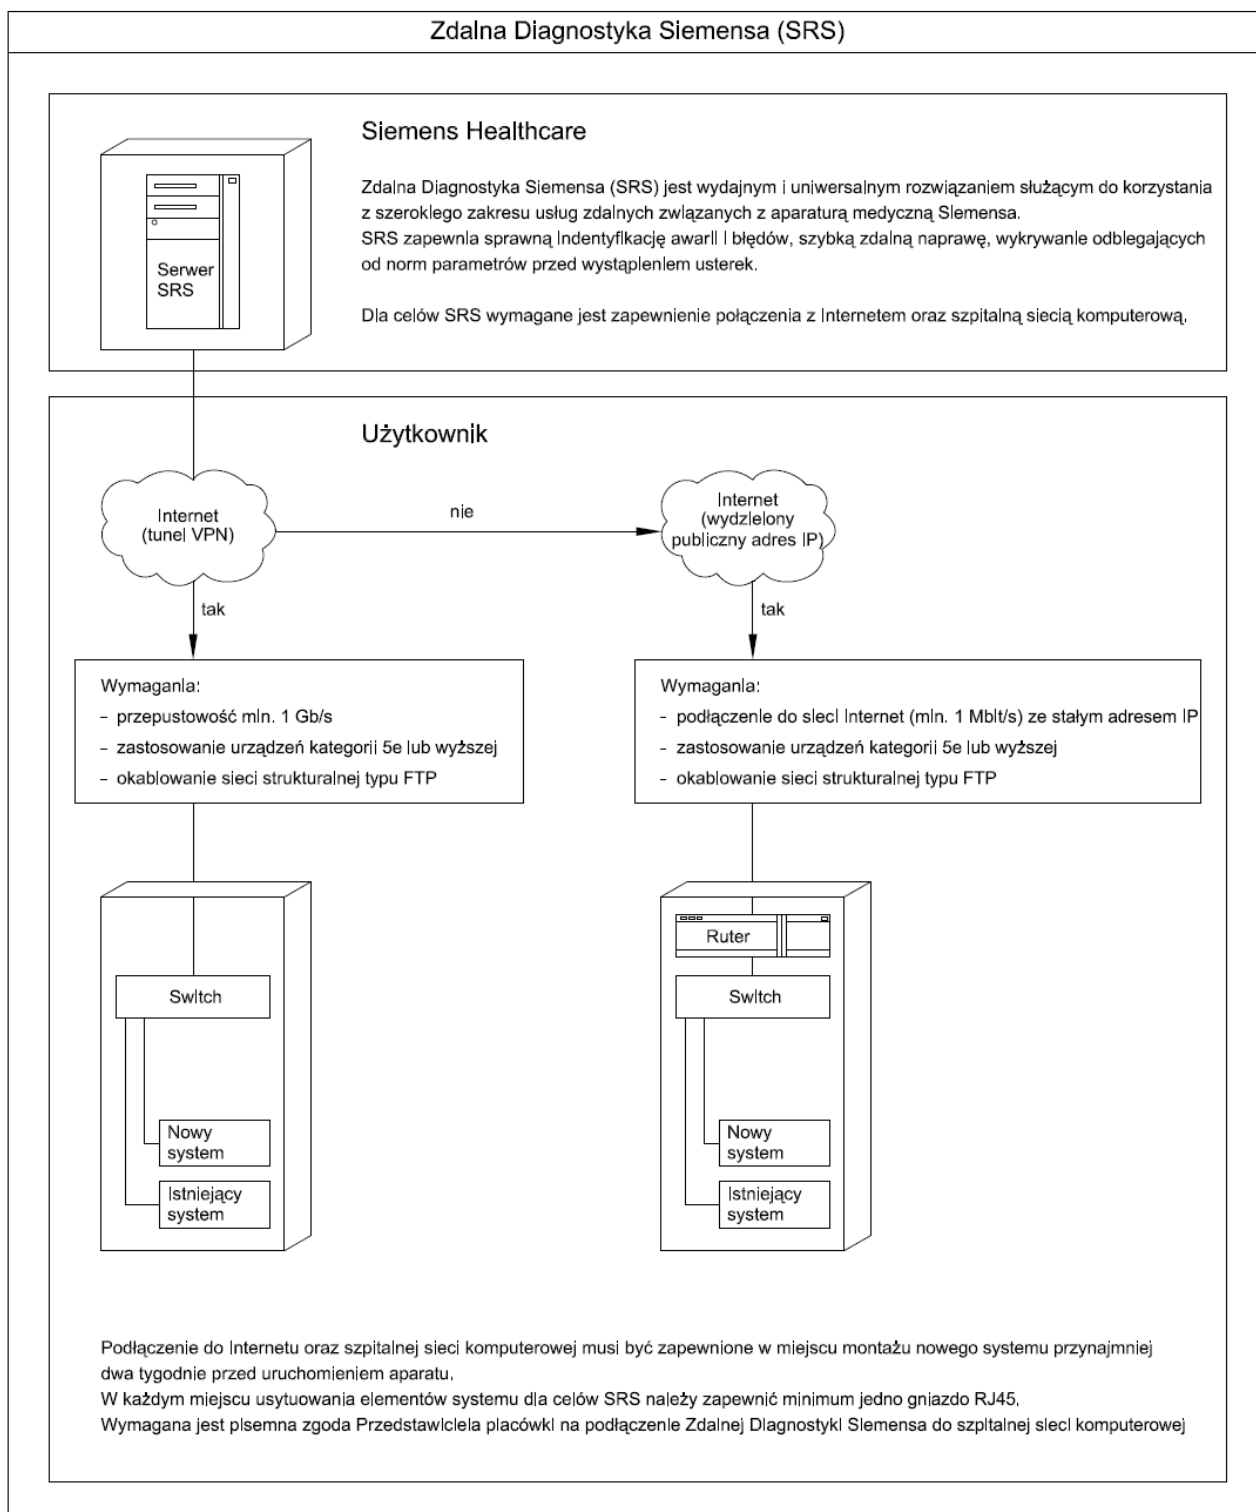 Zdalna Diagnostyka Siemensa (SRS)
Siemens Healthcare
Zdalna Diagnostyka Siemensa (SRS) jest wydajnym i uniwersalnym rozwiązaniem służącym do korzystania
z szerokiego zakresu usług zdalnych związanych z aparaturą medyczną Siemensa.
SRS zapewnia sprawną indentyfikację awarii i błędów, szybką zdalną naprawę, wykrywanie odbiegających
od norm parametrów przed wystąpieniem usterek.
Dla celów SRS wymagane jest zapewnienie połączenia z Internetem oraz szpitalną siecią komputerową.
Serwer
SRS
Użytkownik
Internet
(tunel VPN)
nie
Internet
(wydzielony
publiczny adres IP)
tak
tak
Wymagania:
- przepustowość min. 1 Gb/s
- zastosowanie urządzeń kategorii 5e lub wyższej
- okablowanie sieci strukturalnej typu FTP
Wymagania:
- podłączenie do sieci Internet (min. 1 Mbit/s) ze stałym adresem IP
- zastosowanie urządzeń kategorii 5e lub wyższej
- okablowanie sieci strukturalnej typu FTP
Switch
Nowy
system
Istniejący
system
Ruter
Switch
Nowy
system
Istniejący
system
Podłączenie do Internetu oraz szpitalnej sieci komputerowej musi być zapewnione w miejscu montażu nowego systemu przynajmniej
dwa tygodnie przed uruchomieniem aparatu.
W każdym miejscu usytuowania elementów systemu dla celów SRS należy zapewnić minimum jedno gniazdo RJ45.
Wymagana jest pisemna zgoda Przedstawiciela placówki na podłączenie Zdalnej Diagnostyki Siemensa do szpitalnej sieci komputerowej